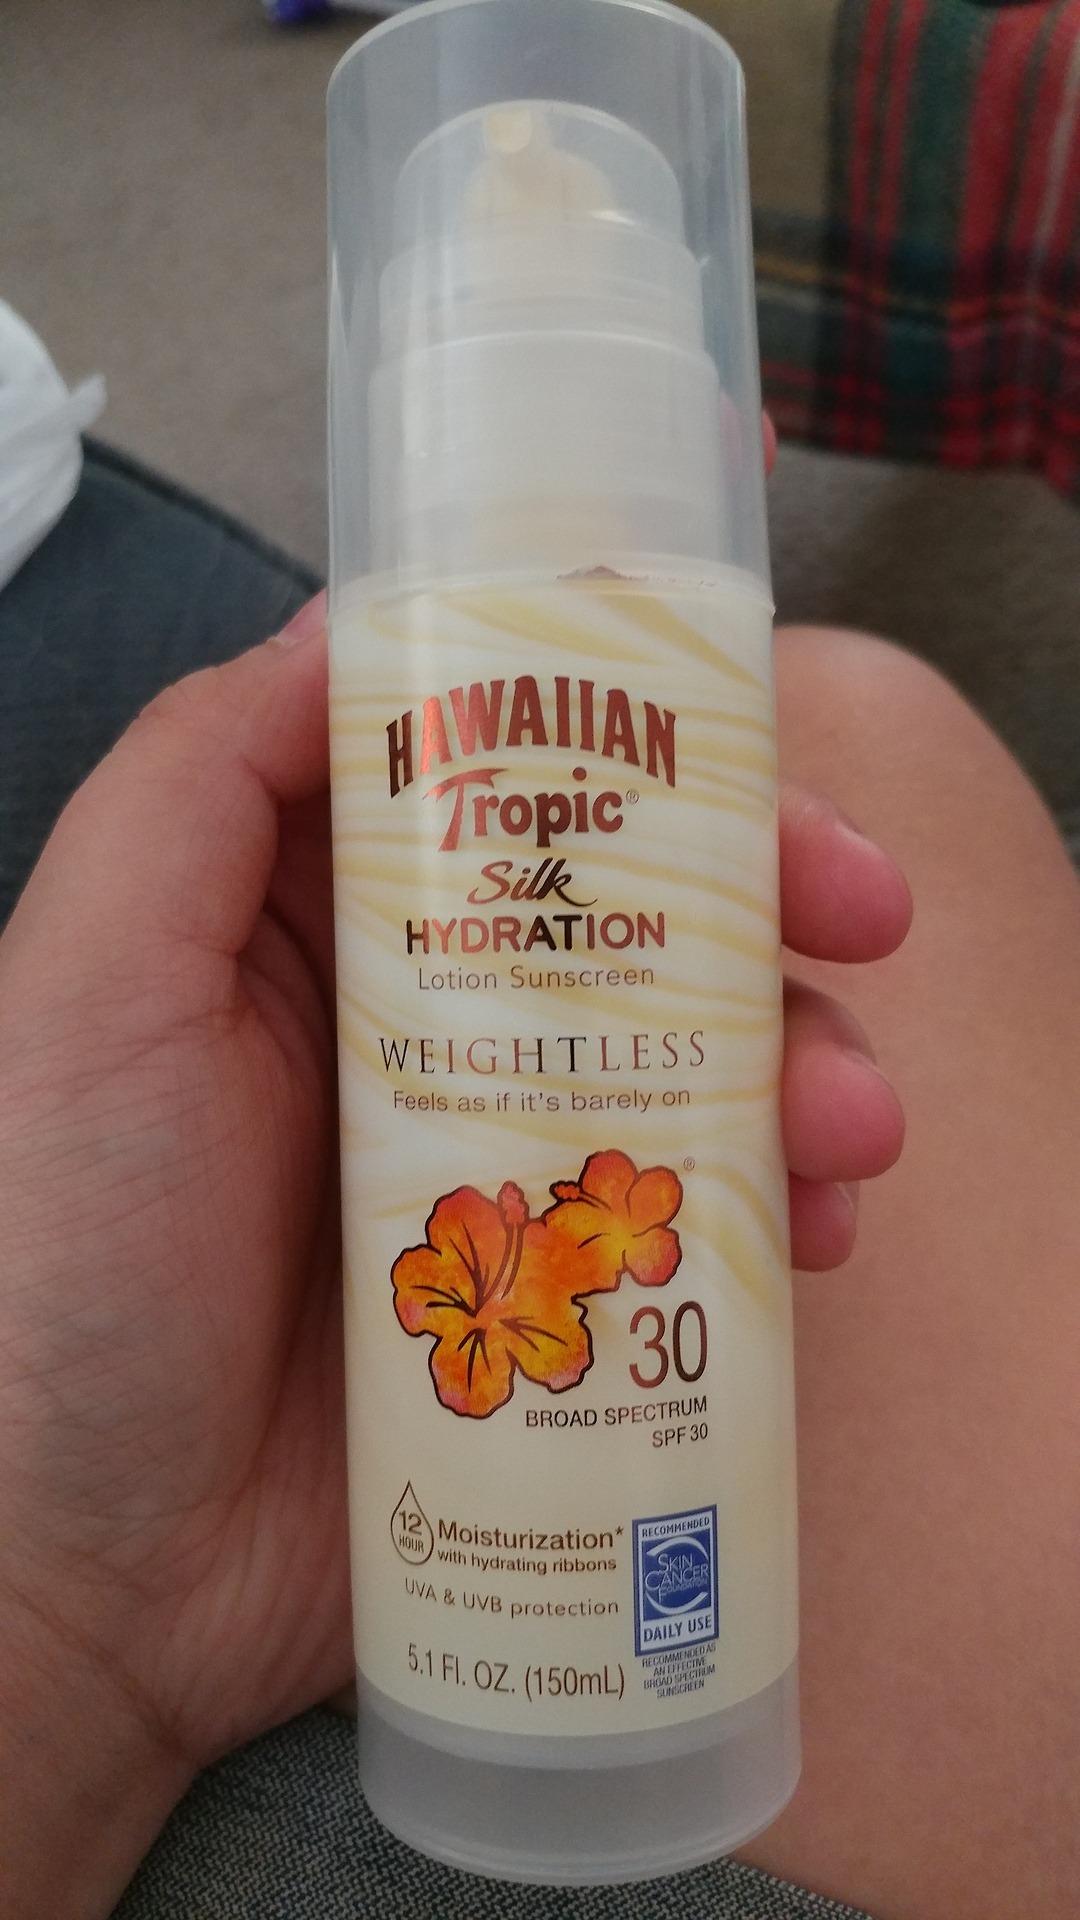 HAWAIIAN
Tropic®
Silk
HYDRATION
Lotion Sunscreen
WEIGHTLESS
Feels as if it's barely on
®
30
BROAD SPECTRUM
SPF 30
12
HOUR
Moisturization*
with hydrating ribbons
UVA & UVB protection
5.1 Fl. OZ. (150mL)
RECOMMENDED
SKIN
CANCER
FOUNDATION
DAILY USE
RECOMMENDED AS
AN EFFECTIVE
BROAD SPECTRUM
SUNSCREEN